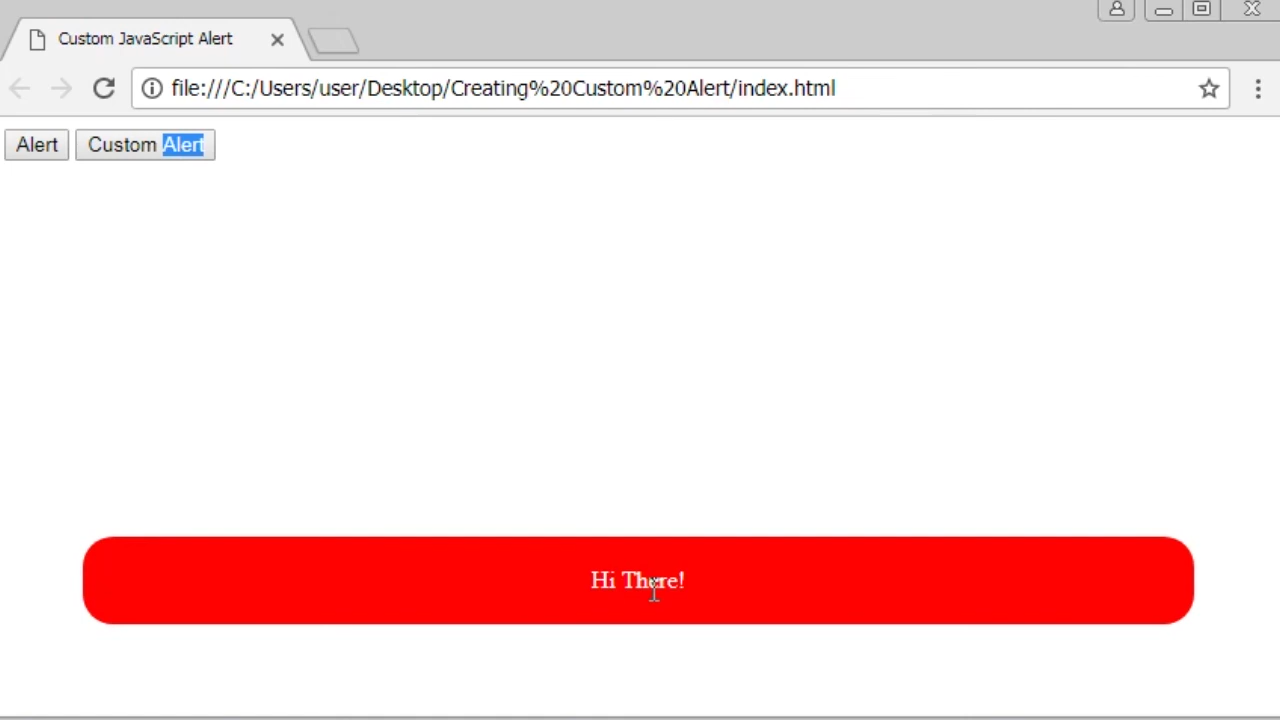 Custom JavaScript Alert
file:///C:/Users/user/Desktop/Creating%20Custom%20Alert/index.html
Alert Custom Alert
Hi There!